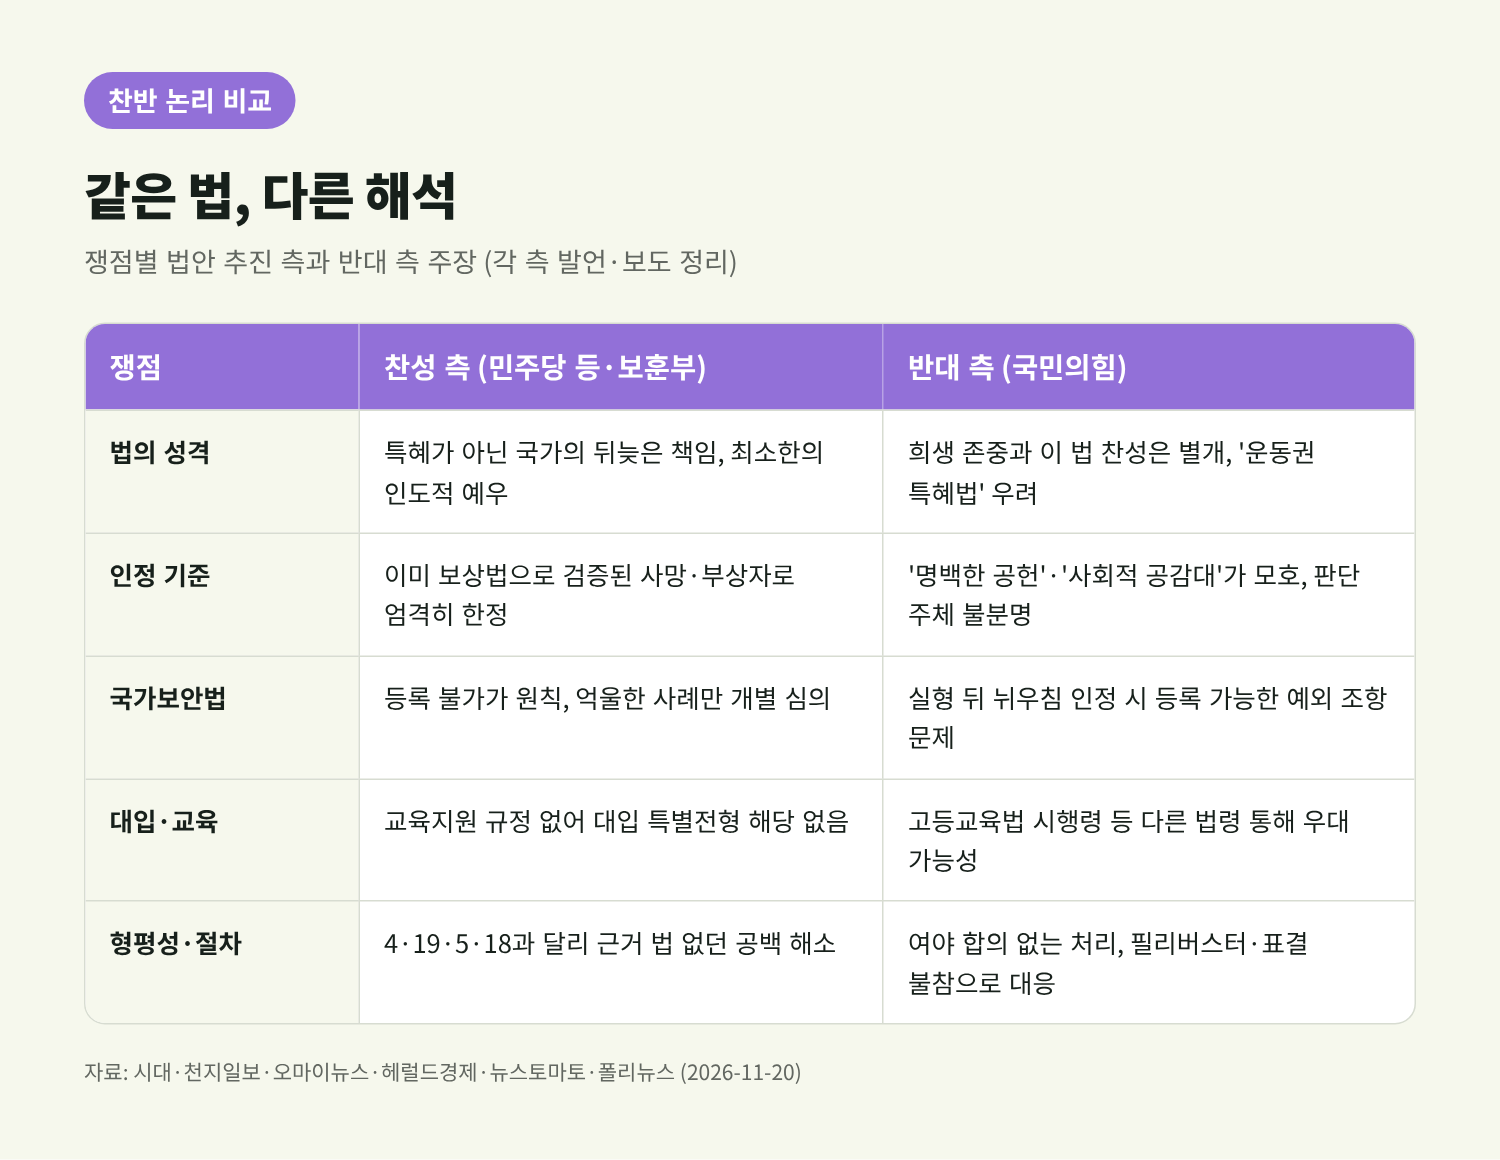 찬반 논리 비교
같은 법, 다른 해석
쟁점별 법안 추진 측과 반대 측 주장 (각 측 발언·보도 정리)
쟁점
찬성 측 (민주당 등·보훈부)
반대 측 (국민의힘)
법의 성격
특혜가 아닌 국가의 뒤늦은 책임, 최소한의
인도적 예우
희생 존중과 이 법 찬성은 별개, '운동권
특혜법' 우려
인정 기준
이미 보상법으로 검증된 사망·부상자로
엄격히 한정
'명백한 공헌'·'사회적 공감대'가 모호, 판단
주체 불분명
국가보안법
등록 불가가 원칙, 억울한 사례만 개별 심의
실형 뒤 뉘우침 인정 시 등록 가능한 예외 조항
문제
대입·교육
교육지원 규정 없어 대입 특별전형 해당 없음
고등교육법 시행령 등 다른 법령 통해 우대
가능성
형평성·절차
4·19·5·18과 달리 근거 법 없던 공백 해소
여야 합의 없는 처리, 필리버스터·표결
불참으로 대응
자료: 시대·천지일보·오마이뉴스·헤럴드경제·뉴스토마토·폴리뉴스 (2026-11-20)